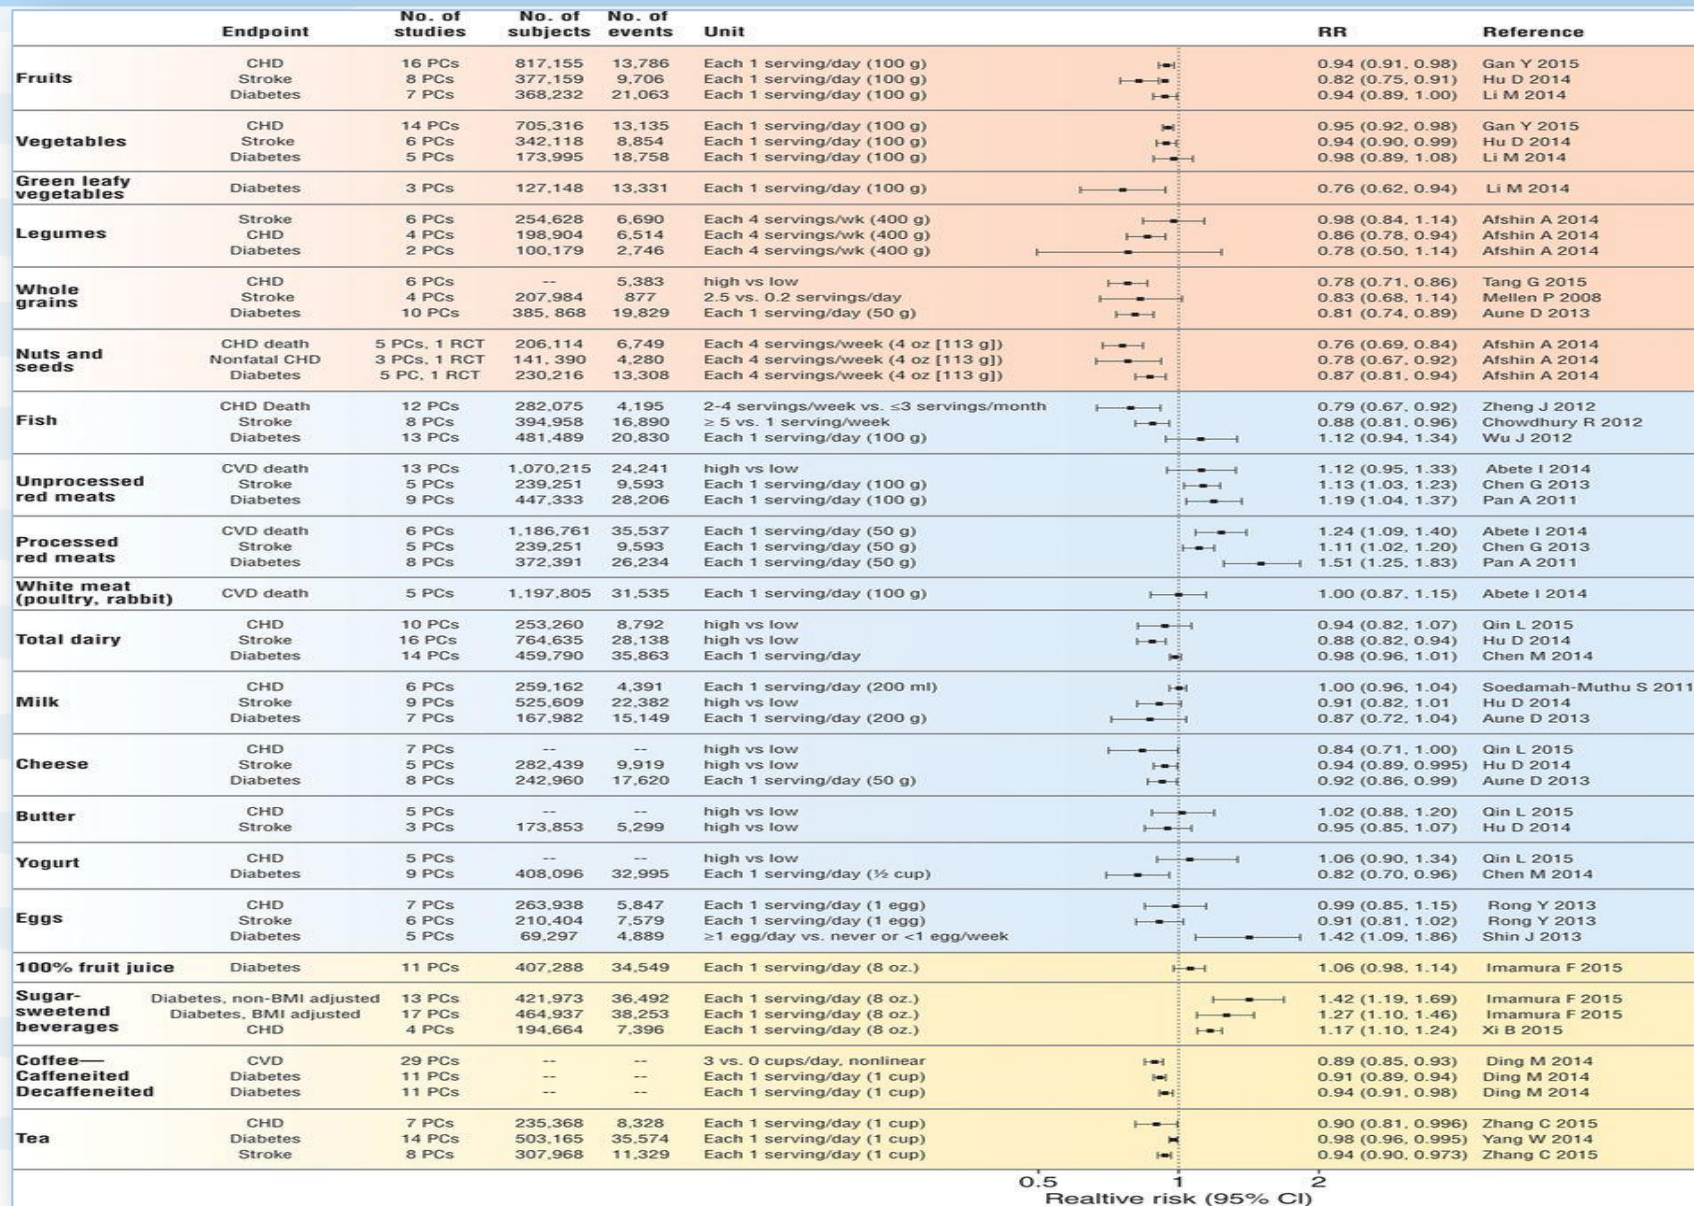 Endpoint No. of studies No. of subjects No. of events Unit RR Reference
Fruits
CHD 16 PCs 817,155 13,786 Each 1 serving/day (100 g) 0.94 (0.91, 0.98) Gan Y 2015
Stroke 8 PCs 377,159 9,706 Each 1 serving/day (100 g) 0.82 (0.75, 0.91) Hu D 2014
Diabetes 7 PCs 368,232 21,063 Each 1 serving/day (100 g) 0.94 (0.89, 1.00) Li M 2014
Vegetables
CHD 14 PCs 705,316 13,135 Each 1 serving/day (100 g) 0.95 (0.92, 0.98) Gan Y 2015
Stroke 6 PCs 342,118 8,854 Each 1 serving/day (100 g) 0.94 (0.90, 0.99) Hu D 2014
Diabetes 5 PCs 173,995 18,758 Each 1 serving/day (100 g) 0.98 (0.89, 1.08) Li M 2014
Green leafy
vegetables
Diabetes 3 PCs 127,148 13,331 Each 1 serving/day (100 g) 0.76 (0.62, 0.94) Li M 2014
Legumes
Stroke 6 PCs 254,628 6,690 Each 4 servings/wk (400 g) 0.98 (0.84, 1.14) Afshin A 2014
CHD 4 PCs 198,904 6,514 Each 4 servings/wk (400 g) 0.86 (0.78, 0.94) Afshin A 2014
Diabetes 2 PCs 100,179 2,746 Each 4 servings/wk (400 g) 0.78 (0.50, 1.14) Afshin A 2014
Whole
grains
CHD 6 PCs -- 5,383 high vs low 0.78 (0.71, 0.86) Tang G 2015
Stroke 4 PCs 207,984 877 2.5 vs. 0.2 servings/day 0.83 (0.68, 1.14) Mellen P 2008
Diabetes 10 PCs 385, 868 19,829 Each 1 serving/day (50 g) 0.81 (0.74, 0.89) Aune D 2013
Nuts and
seeds
CHD death 5 PCs, 1 RCT 206,114 6,749 Each 4 servings/week (4 oz [113 g]) 0.76 (0.69, 0.84) Afshin A 2014
Nonfatal CHD 3 PCs, 1 RCT 141, 390 4,280 Each 4 servings/week (4 oz [113 g]) 0.78 (0.67, 0.92) Afshin A 2014
Diabetes 5 PC, 1 RCT 230,216 13,308 Each 4 servings/week (4 oz [113 g]) 0.87 (0.81, 0.94) Afshin A 2014
Fish
CHD Death 12 PCs 282,075 4,195 2-4 servings/week vs. ≤3 servings/month 0.79 (0.67, 0.92) Zheng J 2012
Stroke 8 PCs 394,958 16,890 ≥ 5 vs. 1 serving/week 0.88 (0.81, 0.96) Chowdhury R 2012
Diabetes 13 PCs 481,489 20,830 Each 1 serving/day (100 g) 1.12 (0.94, 1.34) Wu J 2012
Unprocessed
red meats
CVD death 13 PCs 1,070,215 24,241 high vs low 1.12 (0.95, 1.33) Abete I 2014
Stroke 5 PCs 239,251 9,593 Each 1 serving/day (100 g) 1.13 (1.03, 1.23) Chen G 2013
Diabetes 9 PCs 447,333 28,206 Each 1 serving/day (100 g) 1.19 (1.04, 1.37) Pan A 2011
Processed
red meats
CVD death 6 PCs 1,186,761 35,537 Each 1 serving/day (50 g) 1.24 (1.09, 1.40) Abete I 2014
Stroke 5 PCs 239,251 9,593 Each 1 serving/day (50 g) 1.11 (1.02, 1.20) Chen G 2013
Diabetes 8 PCs 372,391 26,234 Each 1 serving/day (50 g) 1.51 (1.25, 1.83) Pan A 2011
White meat
(poultry, rabbit)
CVD death 5 PCs 1,197,805 31,535 Each 1 serving/day (100 g) 1.00 (0.87, 1.15) Abete I 2014
Total dairy
CHD 10 PCs 253,260 8,792 high vs low 0.94 (0.82, 1.07) Qin L 2015
Stroke 16 PCs 764,635 28,138 high vs low 0.88 (0.82, 0.94) Hu D 2014
Diabetes 14 PCs 459,790 35,863 Each 1 serving/day 0.98 (0.96, 1.01) Chen M 2014
Milk
CHD 6 PCs 259,162 4,391 Each 1 serving/day (200 ml) 1.00 (0.96, 1.04) Soedamah-Muthu S 2011
Stroke 9 PCs 525,609 22,382 high vs low 0.91 (0.82, 1.01 Hu D 2014
Diabetes 7 PCs 167,982 15,149 Each 1 serving/day (200 g) 0.87 (0.72, 1.04) Aune D 2013
Cheese
CHD 7 PCs -- -- high vs low 0.84 (0.71, 1.00) Qin L 2015
Stroke 5 PCs 282,439 9,919 high vs low 0.94 (0.89, 0.995) Hu D 2014
Diabetes 8 PCs 242,960 17,620 Each 1 serving/day (50 g) 0.92 (0.86, 0.99) Aune D 2013
Butter
CHD 5 PCs -- -- high vs low 1.02 (0.88, 1.20) Qin L 2015
Stroke 3 PCs 173,853 5,299 high vs low 0.95 (0.85, 1.07) Hu D 2014
Yogurt
CHD 5 PCs -- -- high vs low 1.06 (0.90, 1.34) Qin L 2015
Diabetes 9 PCs 408,096 32,995 Each 1 serving/day (½ cup) 0.82 (0.70, 0.96) Chen M 2014
Eggs
CHD 7 PCs 263,938 5,847 Each 1 serving/day (1 egg) 0.99 (0.85, 1.15) Rong Y 2013
Stroke 6 PCs 210,404 7,579 Each 1 serving/day (1 egg) 0.91 (0.81, 1.02) Rong Y 2013
Diabetes 5 PCs 69,297 4,889 ≥1 egg/day vs. never or <1 egg/week 1.42 (1.09, 1.86) Shin J 2013
100% fruit juice Diabetes 11 PCs 407,288 34,549 Each 1 serving/day (8 oz.) 1.06 (0.98, 1.14) Imamura F 2015
Sugar-
sweetend
beverages
Diabetes, non-BMI adjusted 13 PCs 421,973 36,492 Each 1 serving/day (8 oz.) 1.42 (1.19, 1.69) Imamura F 2015
Diabetes, BMI adjusted 17 PCs 464,937 38,253 Each 1 serving/day (8 oz.) 1.27 (1.10, 1.46) Imamura F 2015
CHD 4 PCs 194,664 7,396 Each 1 serving/day (8 oz.) 1.17 (1.10, 1.24) Xi B 2015
Coffee—
Caffeneited
Decaffeneited
CVD 29 PCs -- -- 3 vs. 0 cups/day, nonlinear 0.89 (0.85, 0.93) Ding M 2014
Diabetes 11 PCs -- -- Each 1 serving/day (1 cup) 0.91 (0.89, 0.94) Ding M 2014
Diabetes 11 PCs -- -- Each 1 serving/day (1 cup) 0.94 (0.91, 0.98) Ding M 2014
Tea
CHD 7 PCs 235,368 8,328 Each 1 serving/day (1 cup) 0.90 (0.81, 0.996) Zhang C 2015
Diabetes 14 PCs 503,165 35,574 Each 1 serving/day (1 cup) 0.98 (0.96, 0.995) Yang W 2014
Stroke 8 PCs 307,968 11,329 Each 1 serving/day (1 cup) 0.94 (0.90, 0.973) Zhang C 2015
0.5 1 2
Realtive risk (95% CI)